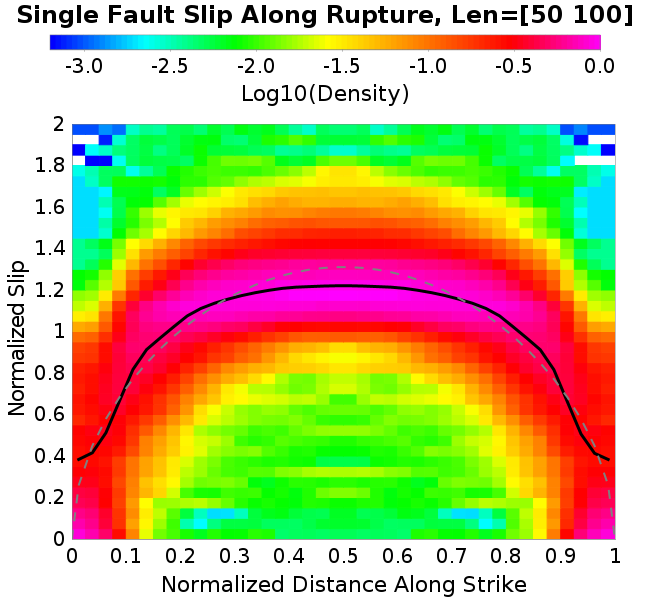 Single Fault Slip Along Rupture, Len=[50 100]
-3.0 -2.5 -2.0 -1.5 -1.0 -0.5 0.0
Log10(Density)
2
1.8
1.6
1.4
1.2
1
0.8
0.6
0.4
0.2
0
Normalized Slip
0 0.1 0.2 0.3 0.4 0.5 0.6 0.7 0.8 0.9 1
Normalized Distance Along Strike